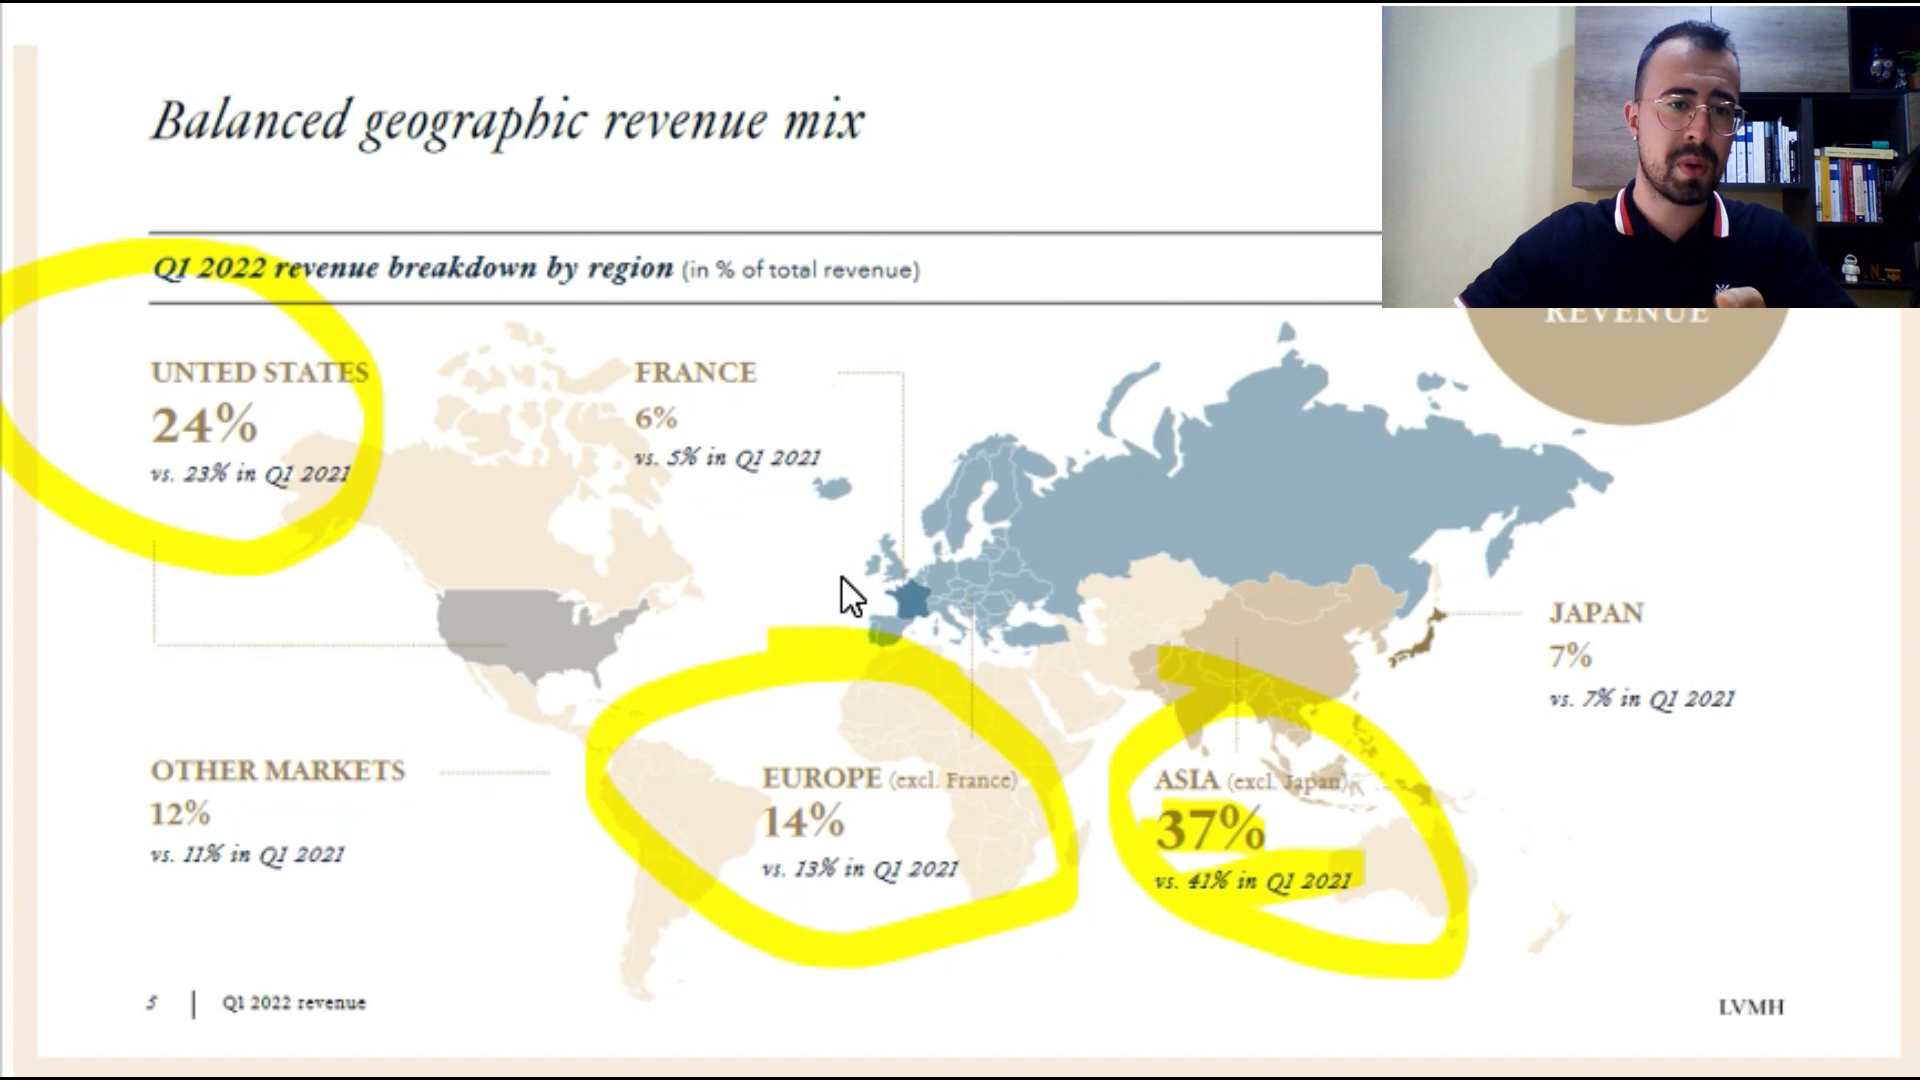 Balanced geographic revenue mix
Q1 2022 revenue breakdown by region (in % of total revenue)
REVENUE
UNTED STATES
24%
vs. 23% in Q1 2021
FRANCE
6%
vs. 5% in Q1 2021
JAPAN
7%
vs. 7% in Q1 2021
OTHER MARKETS
12%
vs. 11% in Q1 2021
EUROPE (excl. France)
14%
vs. 13% in Q1 2021
ASIA (excl. Japan)
37%
vs. 41% in Q1 2021
5 | Q1 2022 revenue
LVMH